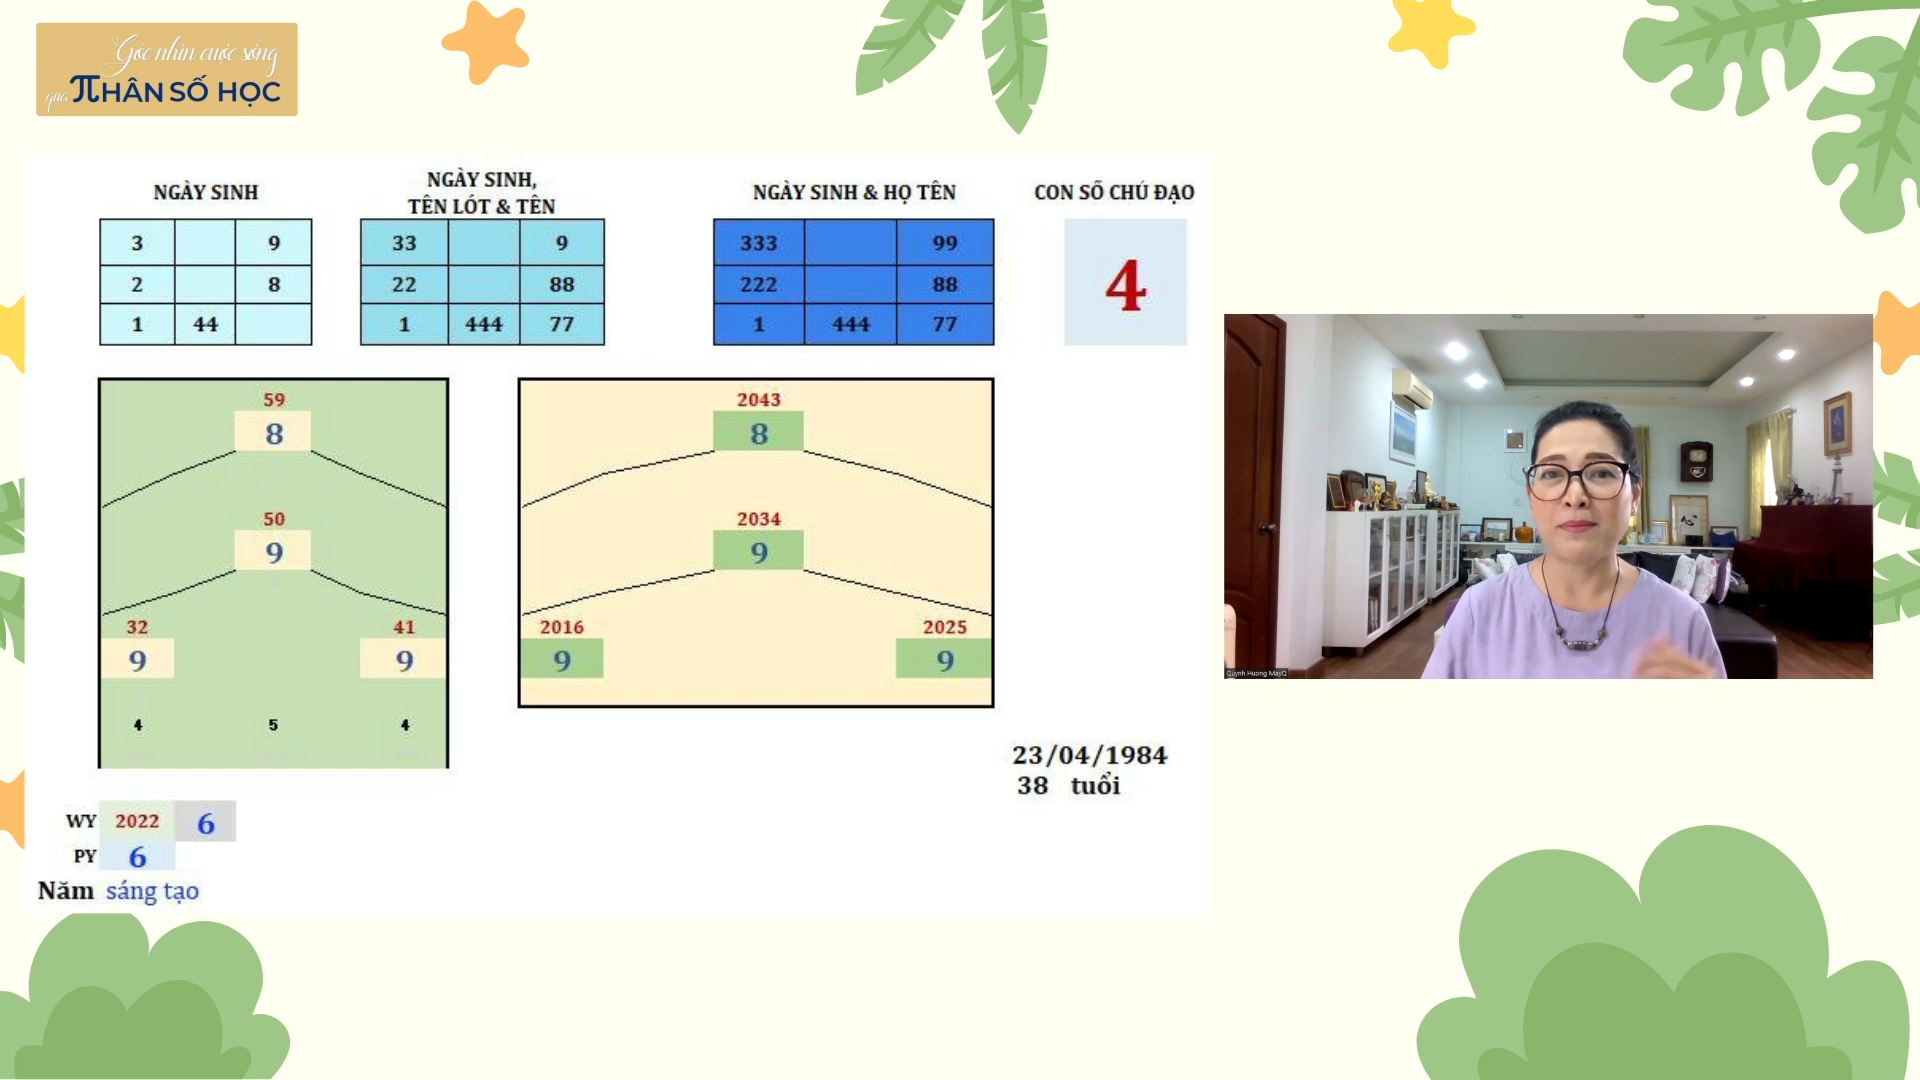 Góc nhìn cuộc sống
qua THÂN SỐ HỌC
NGÀY SINH
3 9
2 8
1 44
NGÀY SINH,
TÊN LÓT & TÊN
33 9
22 88
1 444 77
NGÀY SINH & HỌ TÊN
333 99
222 88
1 444 77
CON SỐ CHỦ ĐẠO
4
59
8
50
9
32 41
9 9
4 5 4
2043
8
2034
9
2016 2025
9 9
23/04/1984
38 tuổi
WY 2022 6
PY 6
Năm sáng tạo
Quynh Huong MayQ